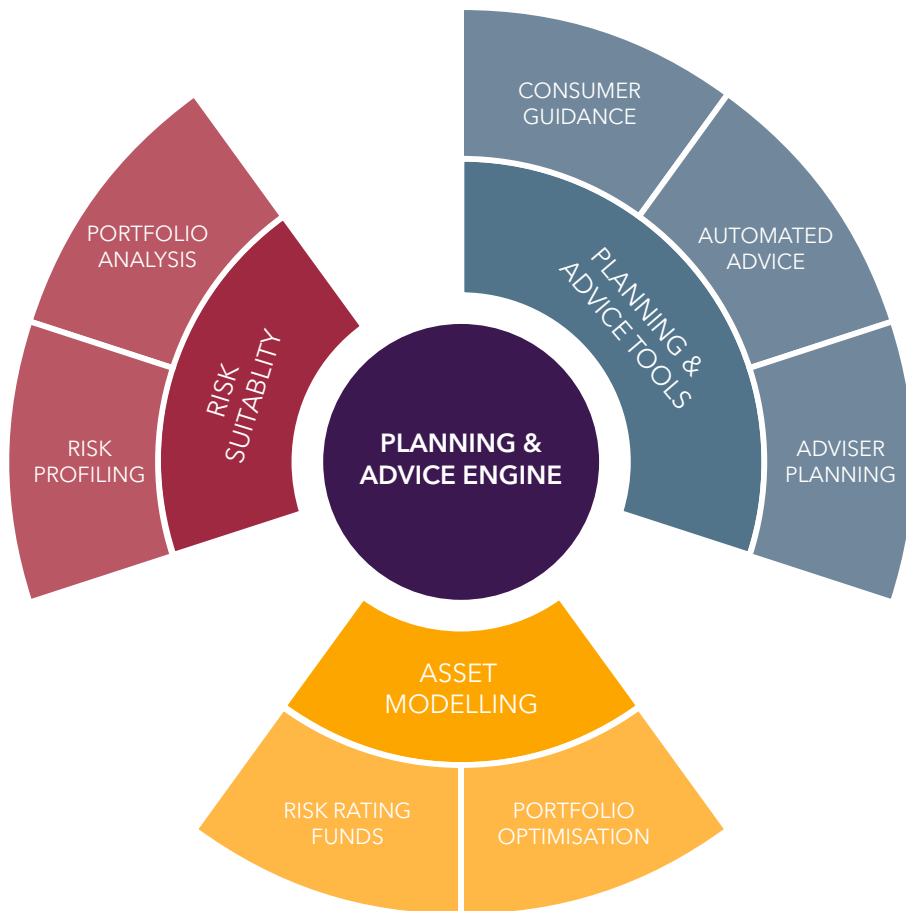 CONSUMER
GUIDANCE
AUTOMATED
ADVICE
ADVISER
PLANNING
PLANNING &
ADVICE TOOLS
PORTFOLIO
ANALYSIS
RISK
PROFILING
RISK
SUITABLITY
PLANNING &
ADVICE ENGINE
ASSET
MODELLING
RISK RATING
FUNDS
PORTFOLIO
OPTIMISATION